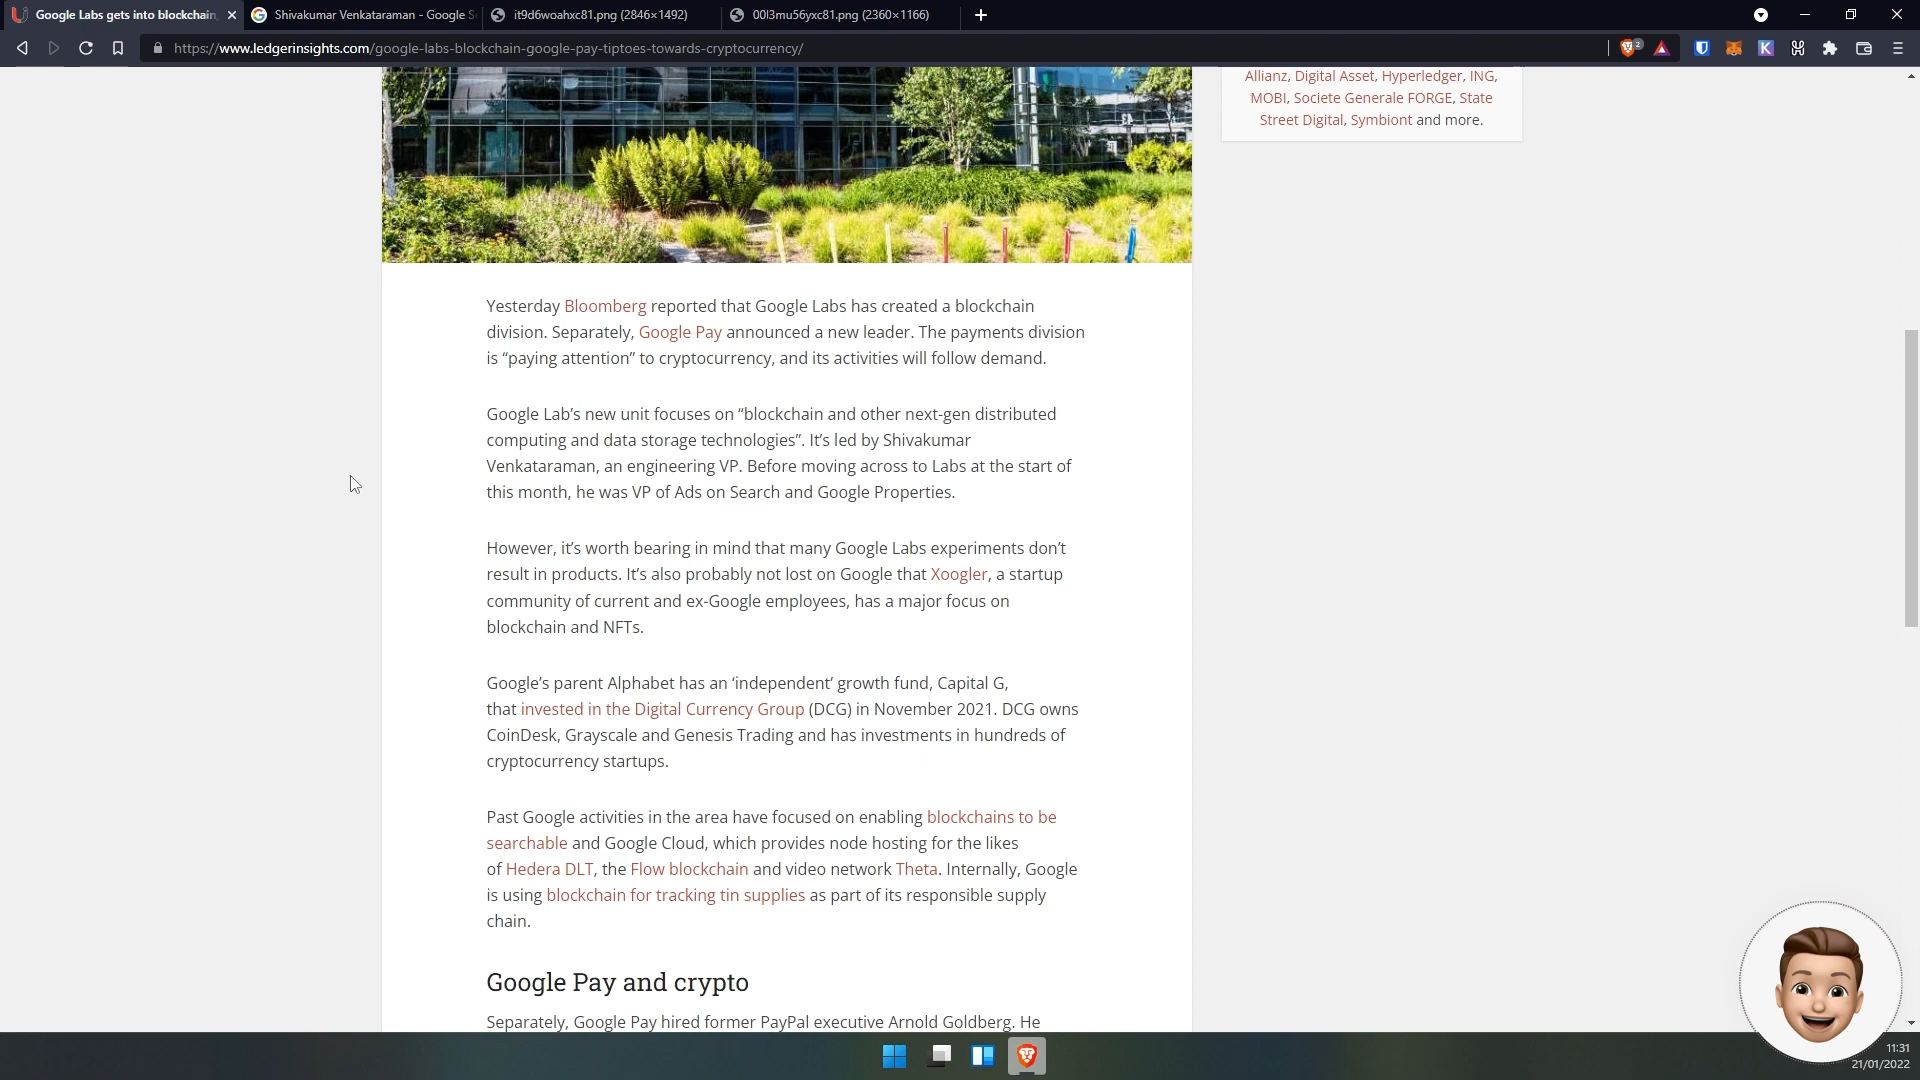 Google Labs gets into blockchain,
Shivakumar Venkataraman - Google S
it9d6woahxc81.png (2846×1492)
00l3mu56yxc81.png (2360×1166)
https://www.ledgerinsights.com/google-labs-blockchain-google-pay-tiptoes-towards-cryptocurrency/
2
Allianz, Digital Asset, Hyperledger, ING,
MOBI, Societe Generale FORGE, State
Street Digital, Symbiont and more.
Yesterday Bloomberg reported that Google Labs has created a blockchain
division. Separately, Google Pay announced a new leader. The payments division
is “paying attention” to cryptocurrency, and its activities will follow demand.
Google Lab’s new unit focuses on “blockchain and other next-gen distributed
computing and data storage technologies”. It’s led by Shivakumar
Venkataraman, an engineering VP. Before moving across to Labs at the start of
this month, he was VP of Ads on Search and Google Properties.
However, it’s worth bearing in mind that many Google Labs experiments don’t
result in products. It’s also probably not lost on Google that Xoogler, a startup
community of current and ex-Google employees, has a major focus on
blockchain and NFTs.
Google’s parent Alphabet has an ‘independent’ growth fund, Capital G,
that invested in the Digital Currency Group (DCG) in November 2021. DCG owns
CoinDesk, Grayscale and Genesis Trading and has investments in hundreds of
cryptocurrency startups.
Past Google activities in the area have focused on enabling blockchains to be
searchable and Google Cloud, which provides node hosting for the likes
of Hedera DLT, the Flow blockchain and video network Theta. Internally, Google
is using blockchain for tracking tin supplies as part of its responsible supply
chain.
Google Pay and crypto
Separately, Google Pay hired former PayPal executive Arnold Goldberg. He
11:31
21/01/2022